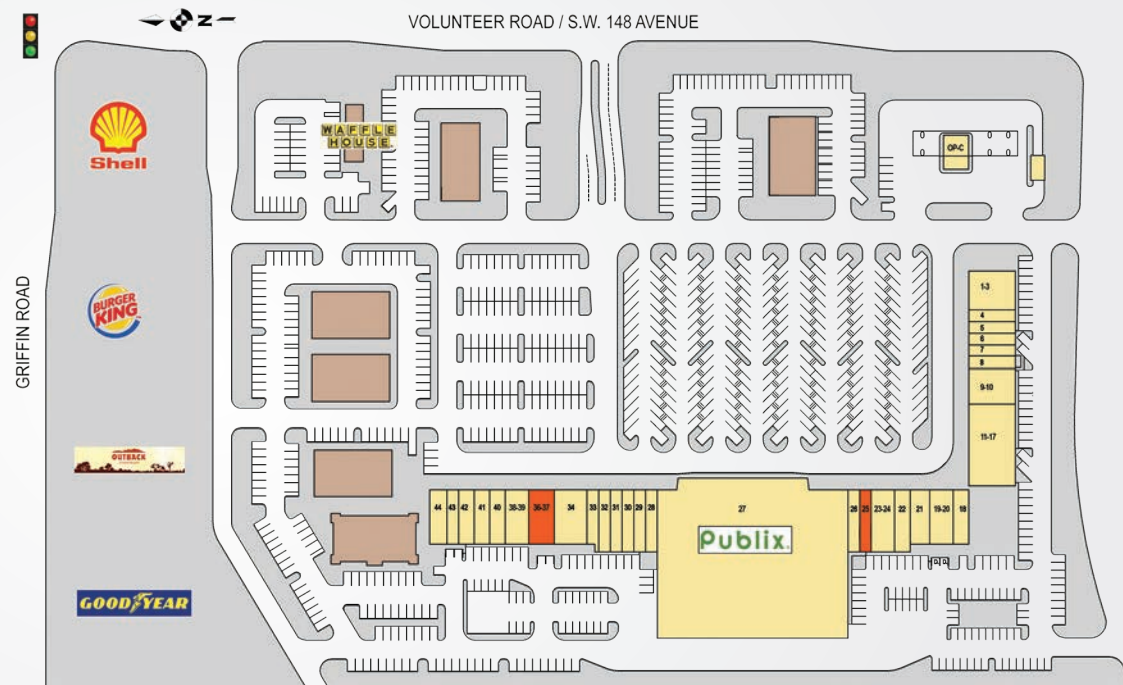 VOLUNTEER ROAD / S.W. 148 AVENUE
N
GRIFFIN ROAD
Shell
WAFFLE
HOUSE
OP-C
BURGER
KING
1-3
4
5
6
7
8
9-10
11-17
OUTBACK
44 43 42 41 40 38-39 36-37 34 33 32 31 30 29 28 27 26 25 23-24 22 21 19-20 18
Publix.
GOODYEAR